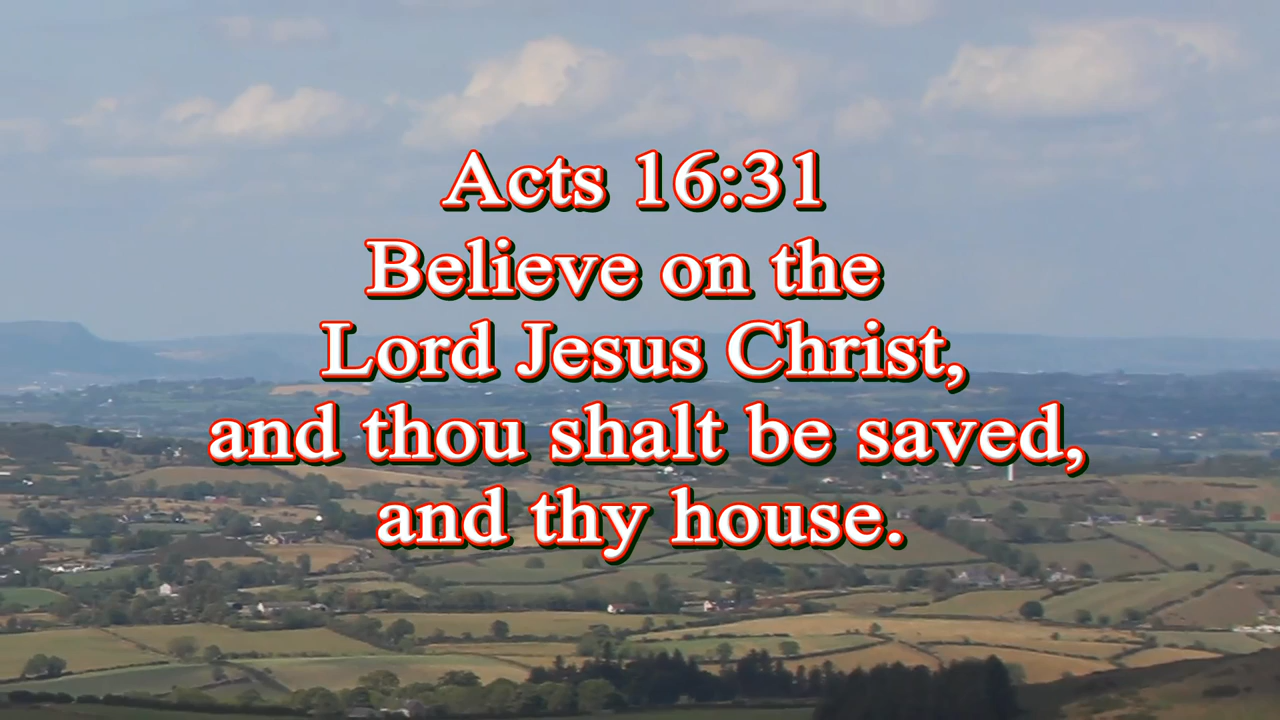 Acts 16:31
Believe on the
Lord Jesus Christ,
and thou shalt be saved,
and thy house.